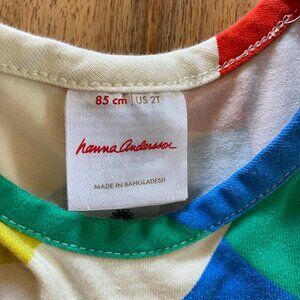 85 cm | US 2T
hanna Andersson
MADE IN BANGLADESH